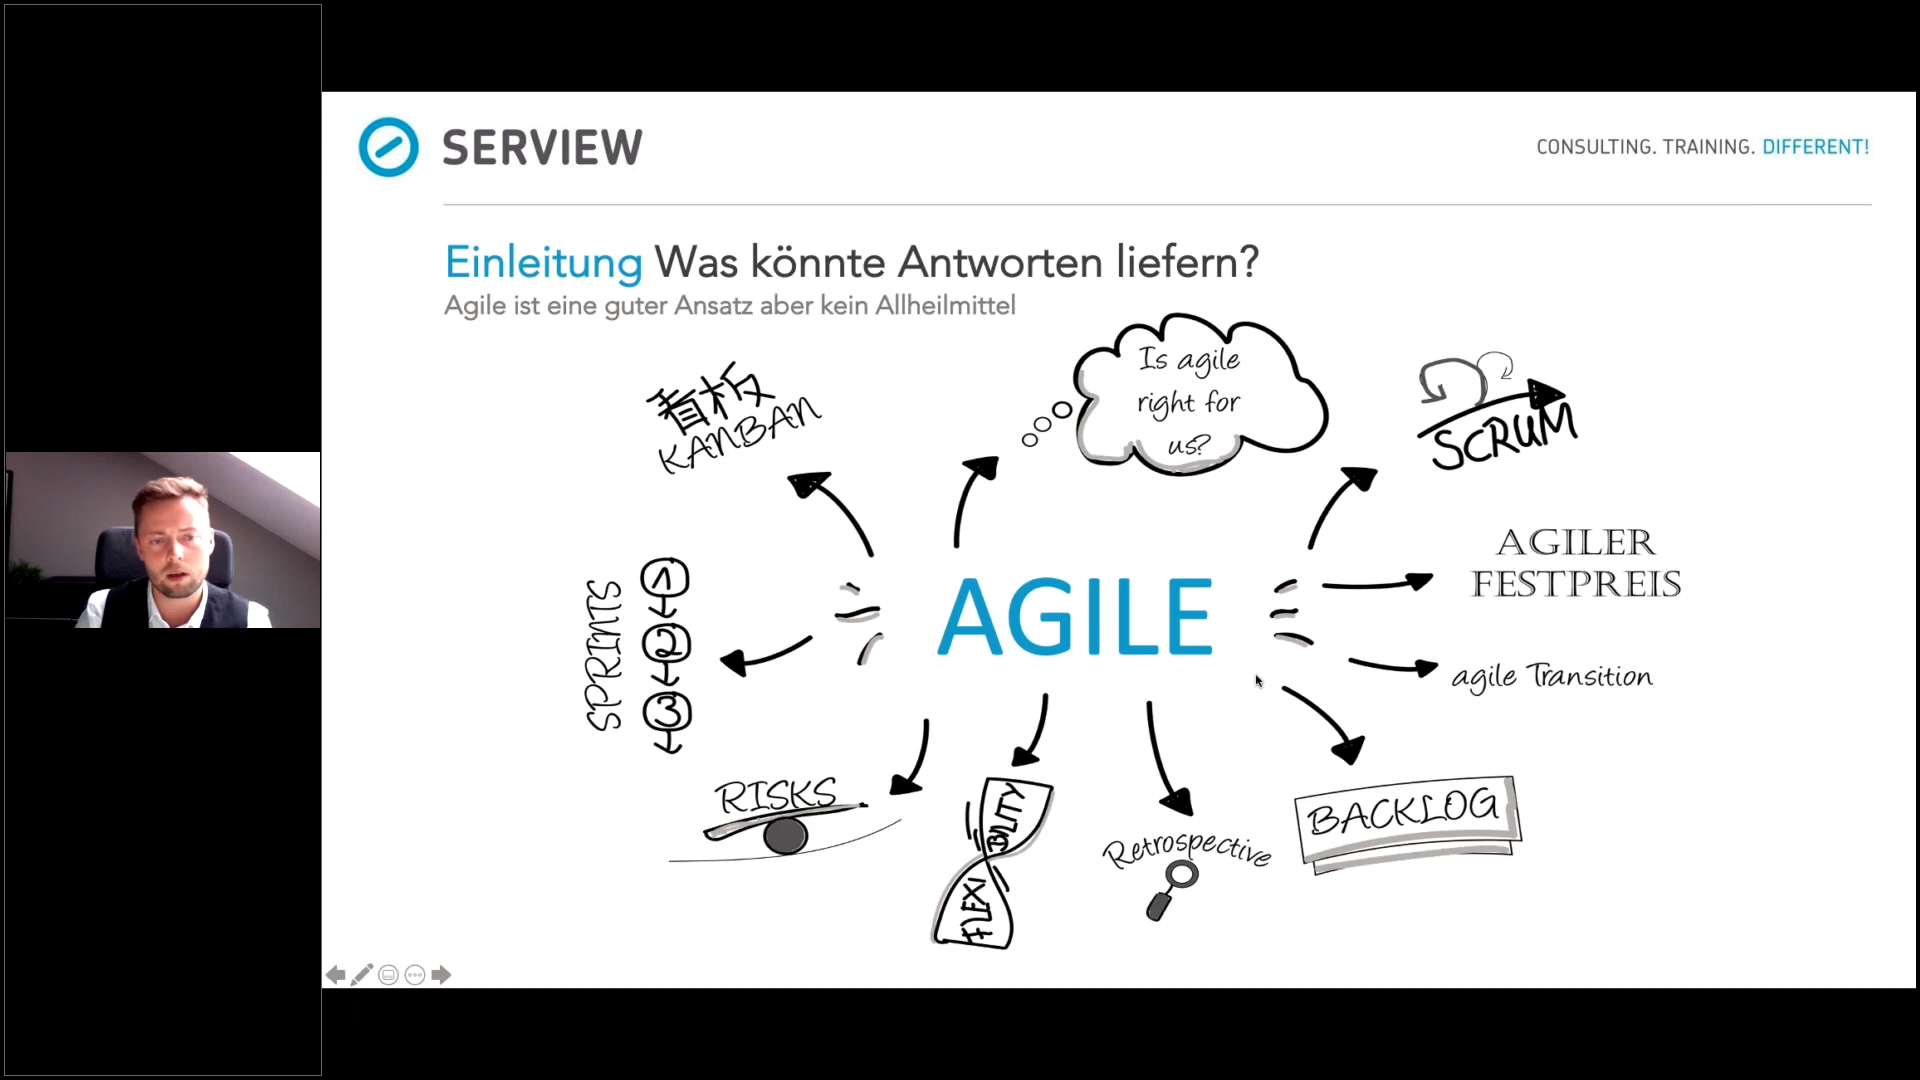 SERVIEW
CONSULTING. TRAINING. DIFFERENT!
Einleitung Was könnte Antworten liefern?
Agile ist eine guter Ansatz aber kein Allheilmittel
看板
KANBAN
Is agile
right for
us?
SCRUM
AGILER
FESTPREIS
agile Transition
AGILE
SPRINTS
1
2
3
RISKS
FLEXI
BILITY
Retrospective
BACKLOG